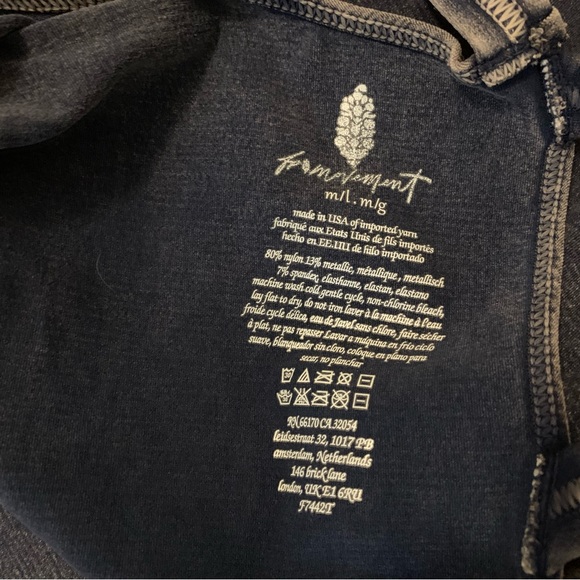 fp movement
m/l . m/g
made in USA of imported yarn
fabriqué aux Etats Unis de fils importés
hecho en EE.UU de hilo importado
80% nylon 13% metallic, métallique, metallisch
7% spandex, elasthanne, elastan, elastano
machine wash cold gentle cycle, non-chlorine bleach,
lay flat to dry, do not iron laver à la machine à l'eau
froide cycle délica, eau de Javel sans chlore, faire sécher
à plat, ne pas repasser Lavar a maquina en frio ciclo
suave, blanqueador sin cloro, coloque en plano para
secar, no planchar
RN 66170 CA 32054
leidsestraat 32, 1017 PB
amsterdam, Netherlands
146 brick lane
london, UK E1 6RU
F7442T